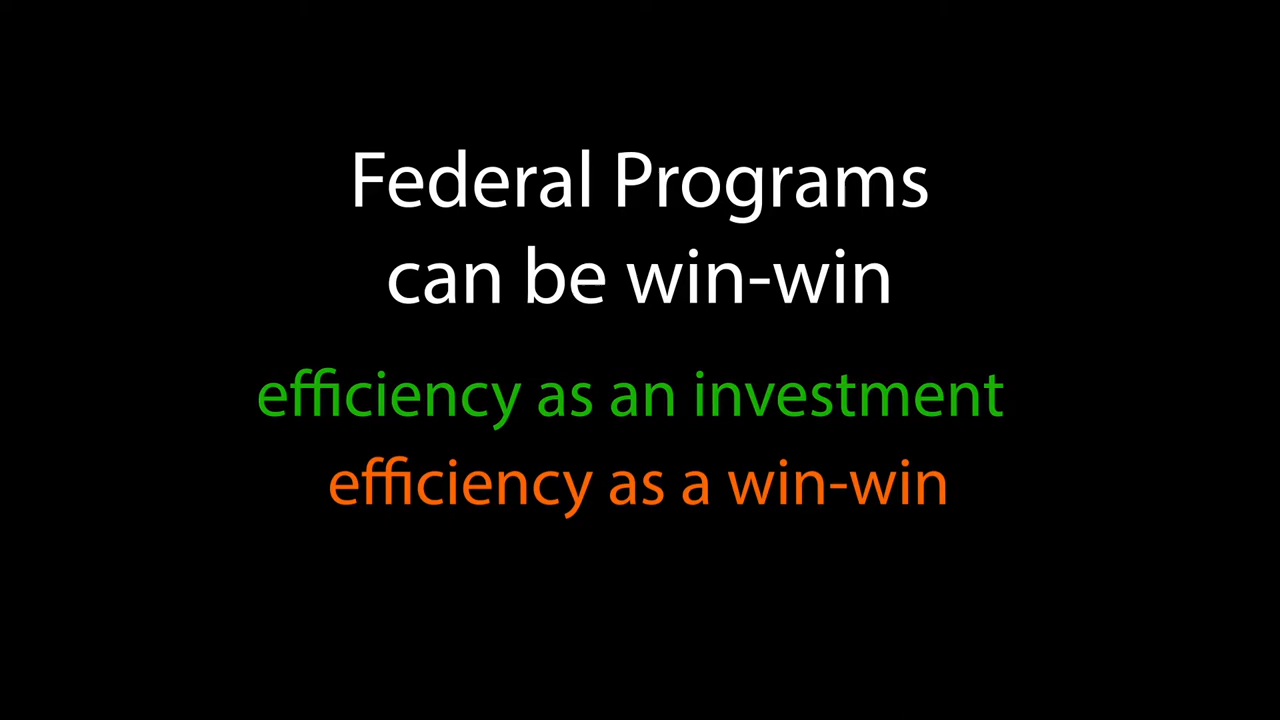 Federal Programs
can be win-win
efficiency as an investment
efficiency as a win-win